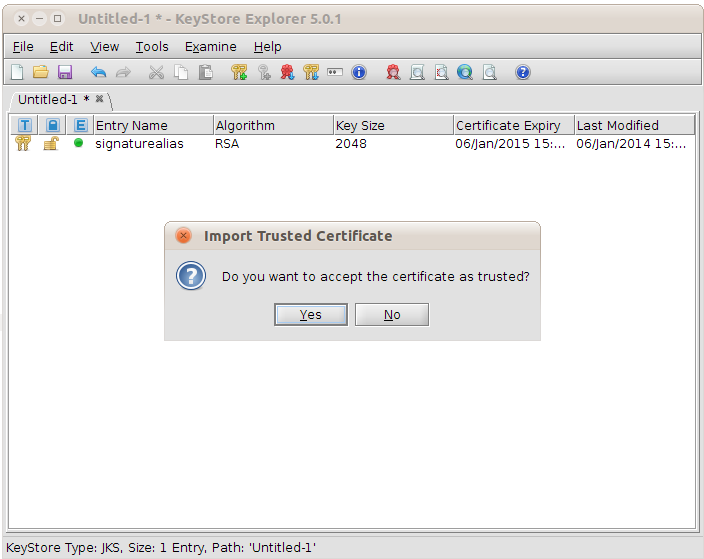 Untitled-1 * - KeyStore Explorer 5.0.1
File Edit View Tools Examine Help
Untitled-1 *
T E Entry Name Algorithm Key Size Certificate Expiry Last Modified
signaturealias RSA 2048 06/Jan/2015 15:... 06/Jan/2014 15:...
Import Trusted Certificate
Do you want to accept the certificate as trusted?
Yes No
KeyStore Type: JKS, Size: 1 Entry, Path: 'Untitled-1'